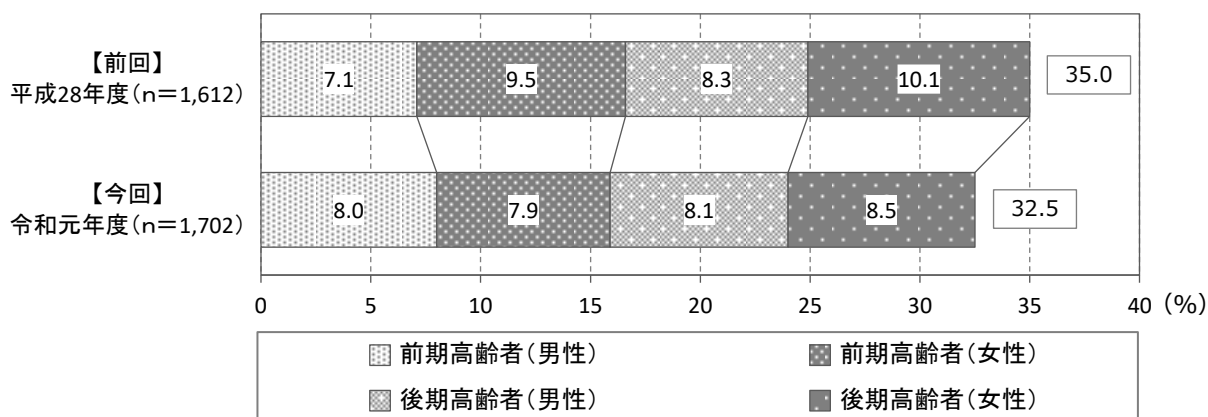 【前回】
平成28年度(n=1,612)
7.1
9.5
8.3
10.1
35.0
【今回】
令和元年度(n=1,702)
8.0
7.9
8.1
8.5
32.5
0 5 10 15 20 25 30 35 40 (%)
前期高齢者(男性) 前期高齢者(女性)
後期高齢者(男性) 後期高齢者(女性)